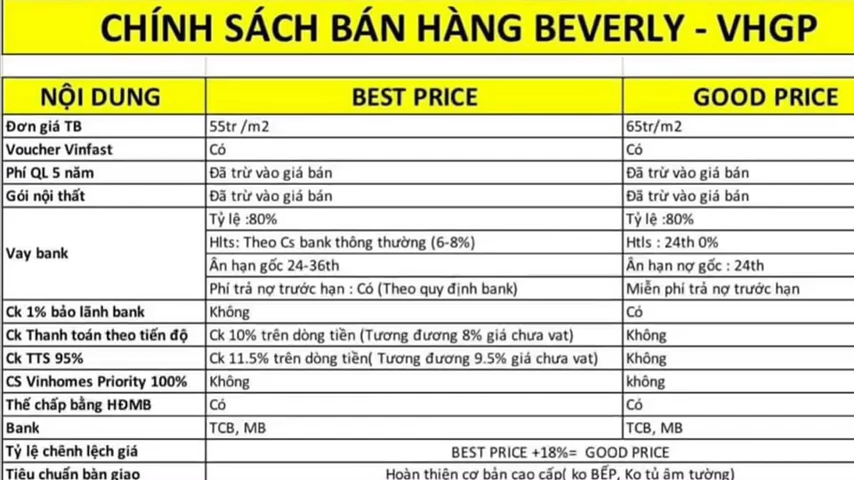 CHÍNH SÁCH BÁN HÀNG BEVERLY - VHGP
NỘI DUNG BEST PRICE GOOD PRICE
Đơn giá TB 55tr /m2 65tr/m2
Voucher Vinfast Có Có
Phí QL 5 năm Đã trừ vào giá bán Đã trừ vào giá bán
Gói nội thất Đã trừ vào giá bán Đã trừ vào giá bán
Vay bank
Tỷ lệ :80% Tỷ lệ :80%
Hlts: Theo Cs bank thông thường (6-8%) Htls : 24th 0%
Ân hạn gốc 24-36th Ân hạn nợ gốc : 24th
Phí trả nợ trước hạn : Có (Theo quy định bank) Miễn phí trả nợ trước hạn
Ck 1% bảo lãnh bank Không Có
Ck Thanh toán theo tiến độ Ck 10% trên dòng tiền (Tương đương 8% giá chưa vat) Không
Ck TTS 95% Ck 11.5% trên dòng tiền( Tương đương 9.5% giá chưa vat) Không
CS Vinhomes Priority 100% Không không
Thế chấp bằng HĐMB Có Có
Bank TCB, MB TCB, MB
Tỷ lệ chênh lệch giá BEST PRICE +18%= GOOD PRICE
Tiêu chuẩn bàn giao Hoàn thiện cơ bản cao cấp( ko BẾP, Ko tủ âm tường)